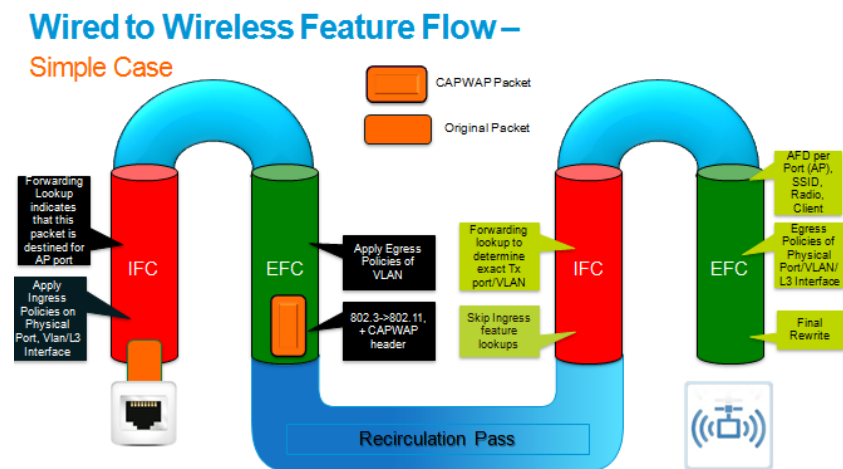 Wired to Wireless Feature Flow –
Simple Case
CAPWAP Packet
Original Packet
Forwarding
Lookup
indicates
that this
packet is
destined for
AP port
IFC
Apply
Ingress
Policies on
Physical
Port, Vlan/L3
Interface
EFC
Apply Egress
Policies of
VLAN
802.3->802.11,
+ CAPWAP
header
Forwarding
lookup to
determine
exact Tx
port/VLAN
IFC
Skip Ingress
feature
lookups
AFD per
Port (AP),
SSID,
Radio,
Client
EFC
Egress
Policies of
Physical
Port/VLAN/
L3 Interface
Final
Rewrite
Recirculation Pass